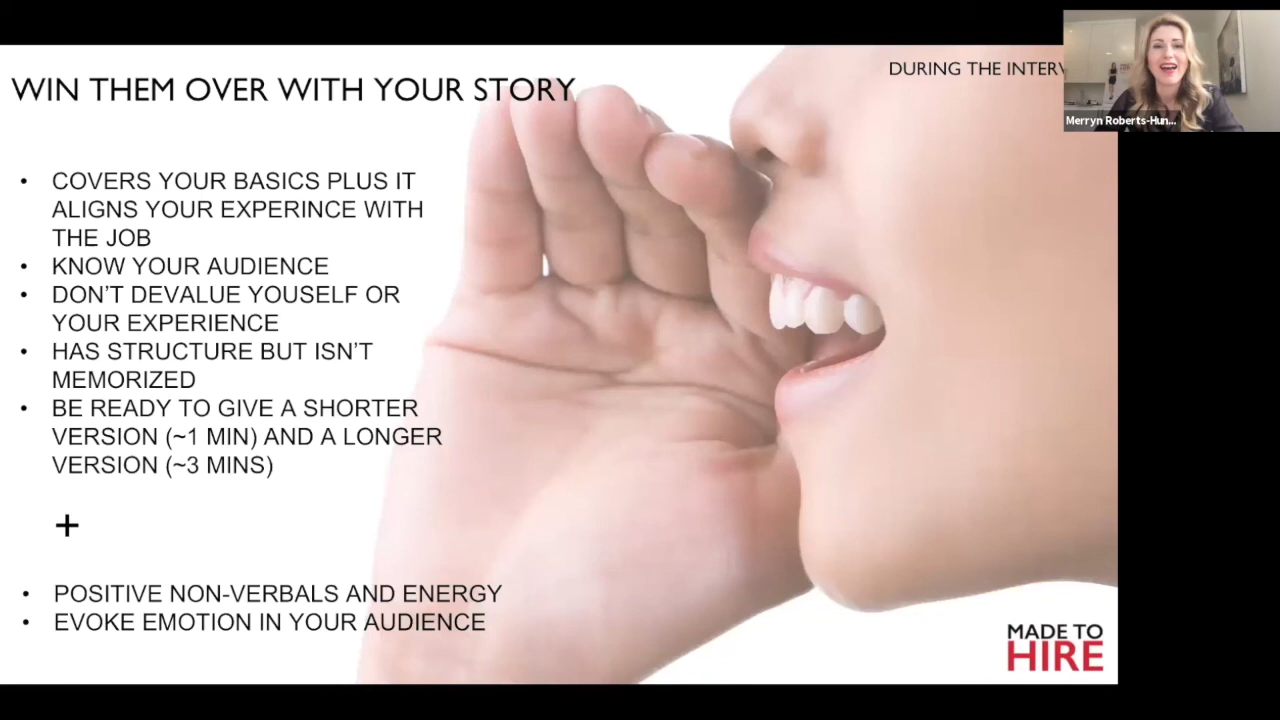 WIN THEM OVER WITH YOUR STORY
DURING THE INTERV
Merryn Roberts-Hun...
• COVERS YOUR BASICS PLUS IT
ALIGNS YOUR EXPERINCE WITH
THE JOB
• KNOW YOUR AUDIENCE
• DON'T DEVALUE YOUSELF OR
YOUR EXPERIENCE
• HAS STRUCTURE BUT ISN'T
MEMORIZED
• BE READY TO GIVE A SHORTER
VERSION (~1 MIN) AND A LONGER
VERSION (~3 MINS)
+
• POSITIVE NON-VERBALS AND ENERGY
• EVOKE EMOTION IN YOUR AUDIENCE
MADE TO
HIRE